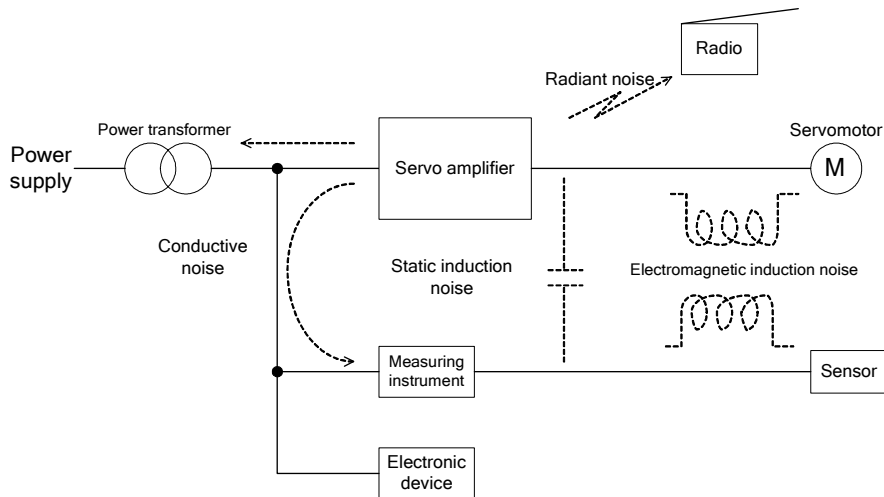 Radio
Radiant noise
Power transformer
Servomotor
Power
supply
Servo amplifier
M
Conductive
noise
Static induction
noise
Electromagnetic induction noise
Measuring
instrument
Sensor
Electronic
device